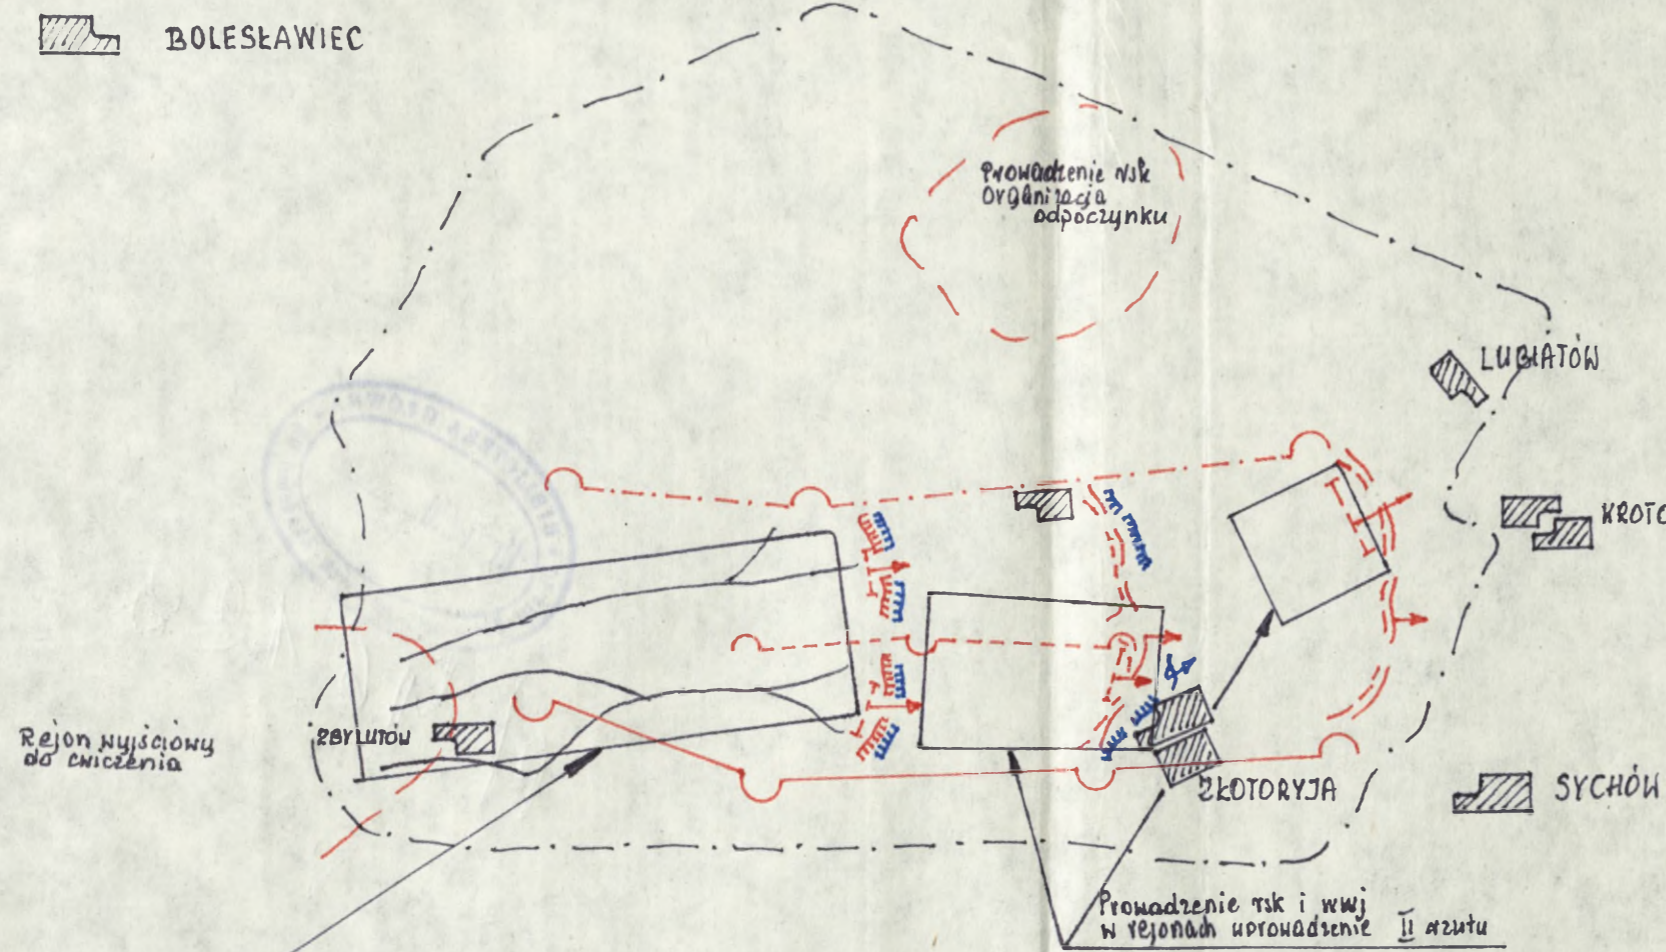 BOLESŁAWIEC
Prowadzenie rsk
Organizacja
odpoczynku
LUBIATÓW
KROTO
ZBYLUTÓW
Rejon wyjściowy
do ćwiczenia
ZŁOTORYJA
SYCHÓW
Prowadzenie rsk i wwj
w rejonach wprowadzenie II rzutu